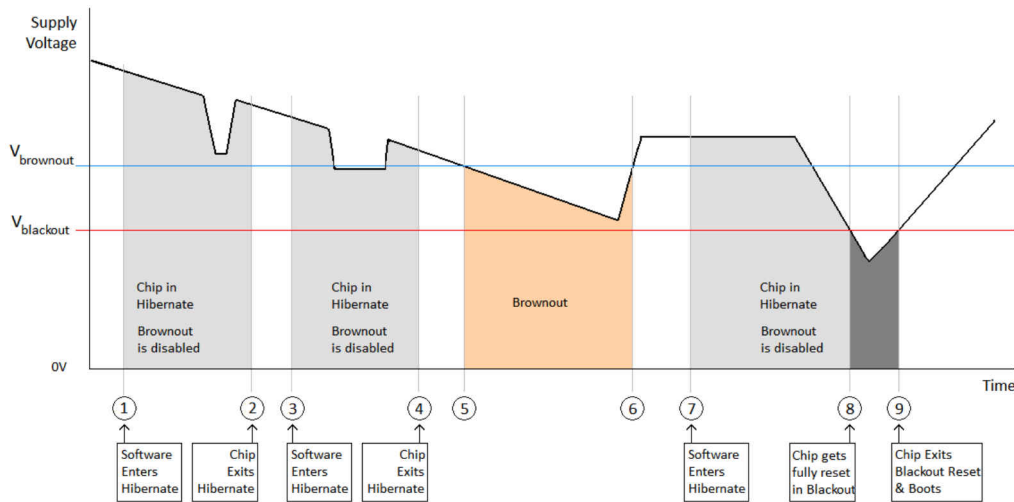 Supply
Voltage
Vbrownout
Vblackout
Chip in
Hibernate
Brownout
is disabled
Chip in
Hibernate
Brownout
is disabled
Brownout
Chip in
Hibernate
Brownout
is disabled
0V
Time
1 2 3 4 5 6 7 8 9
Software
Enters
Hibernate
Chip
Exits
Hibernate
Software
Enters
Hibernate
Chip
Exits
Hibernate
Software
Enters
Hibernate
Chip gets
fully reset
in Blackout
Chip Exits
Blackout Reset
& Boots